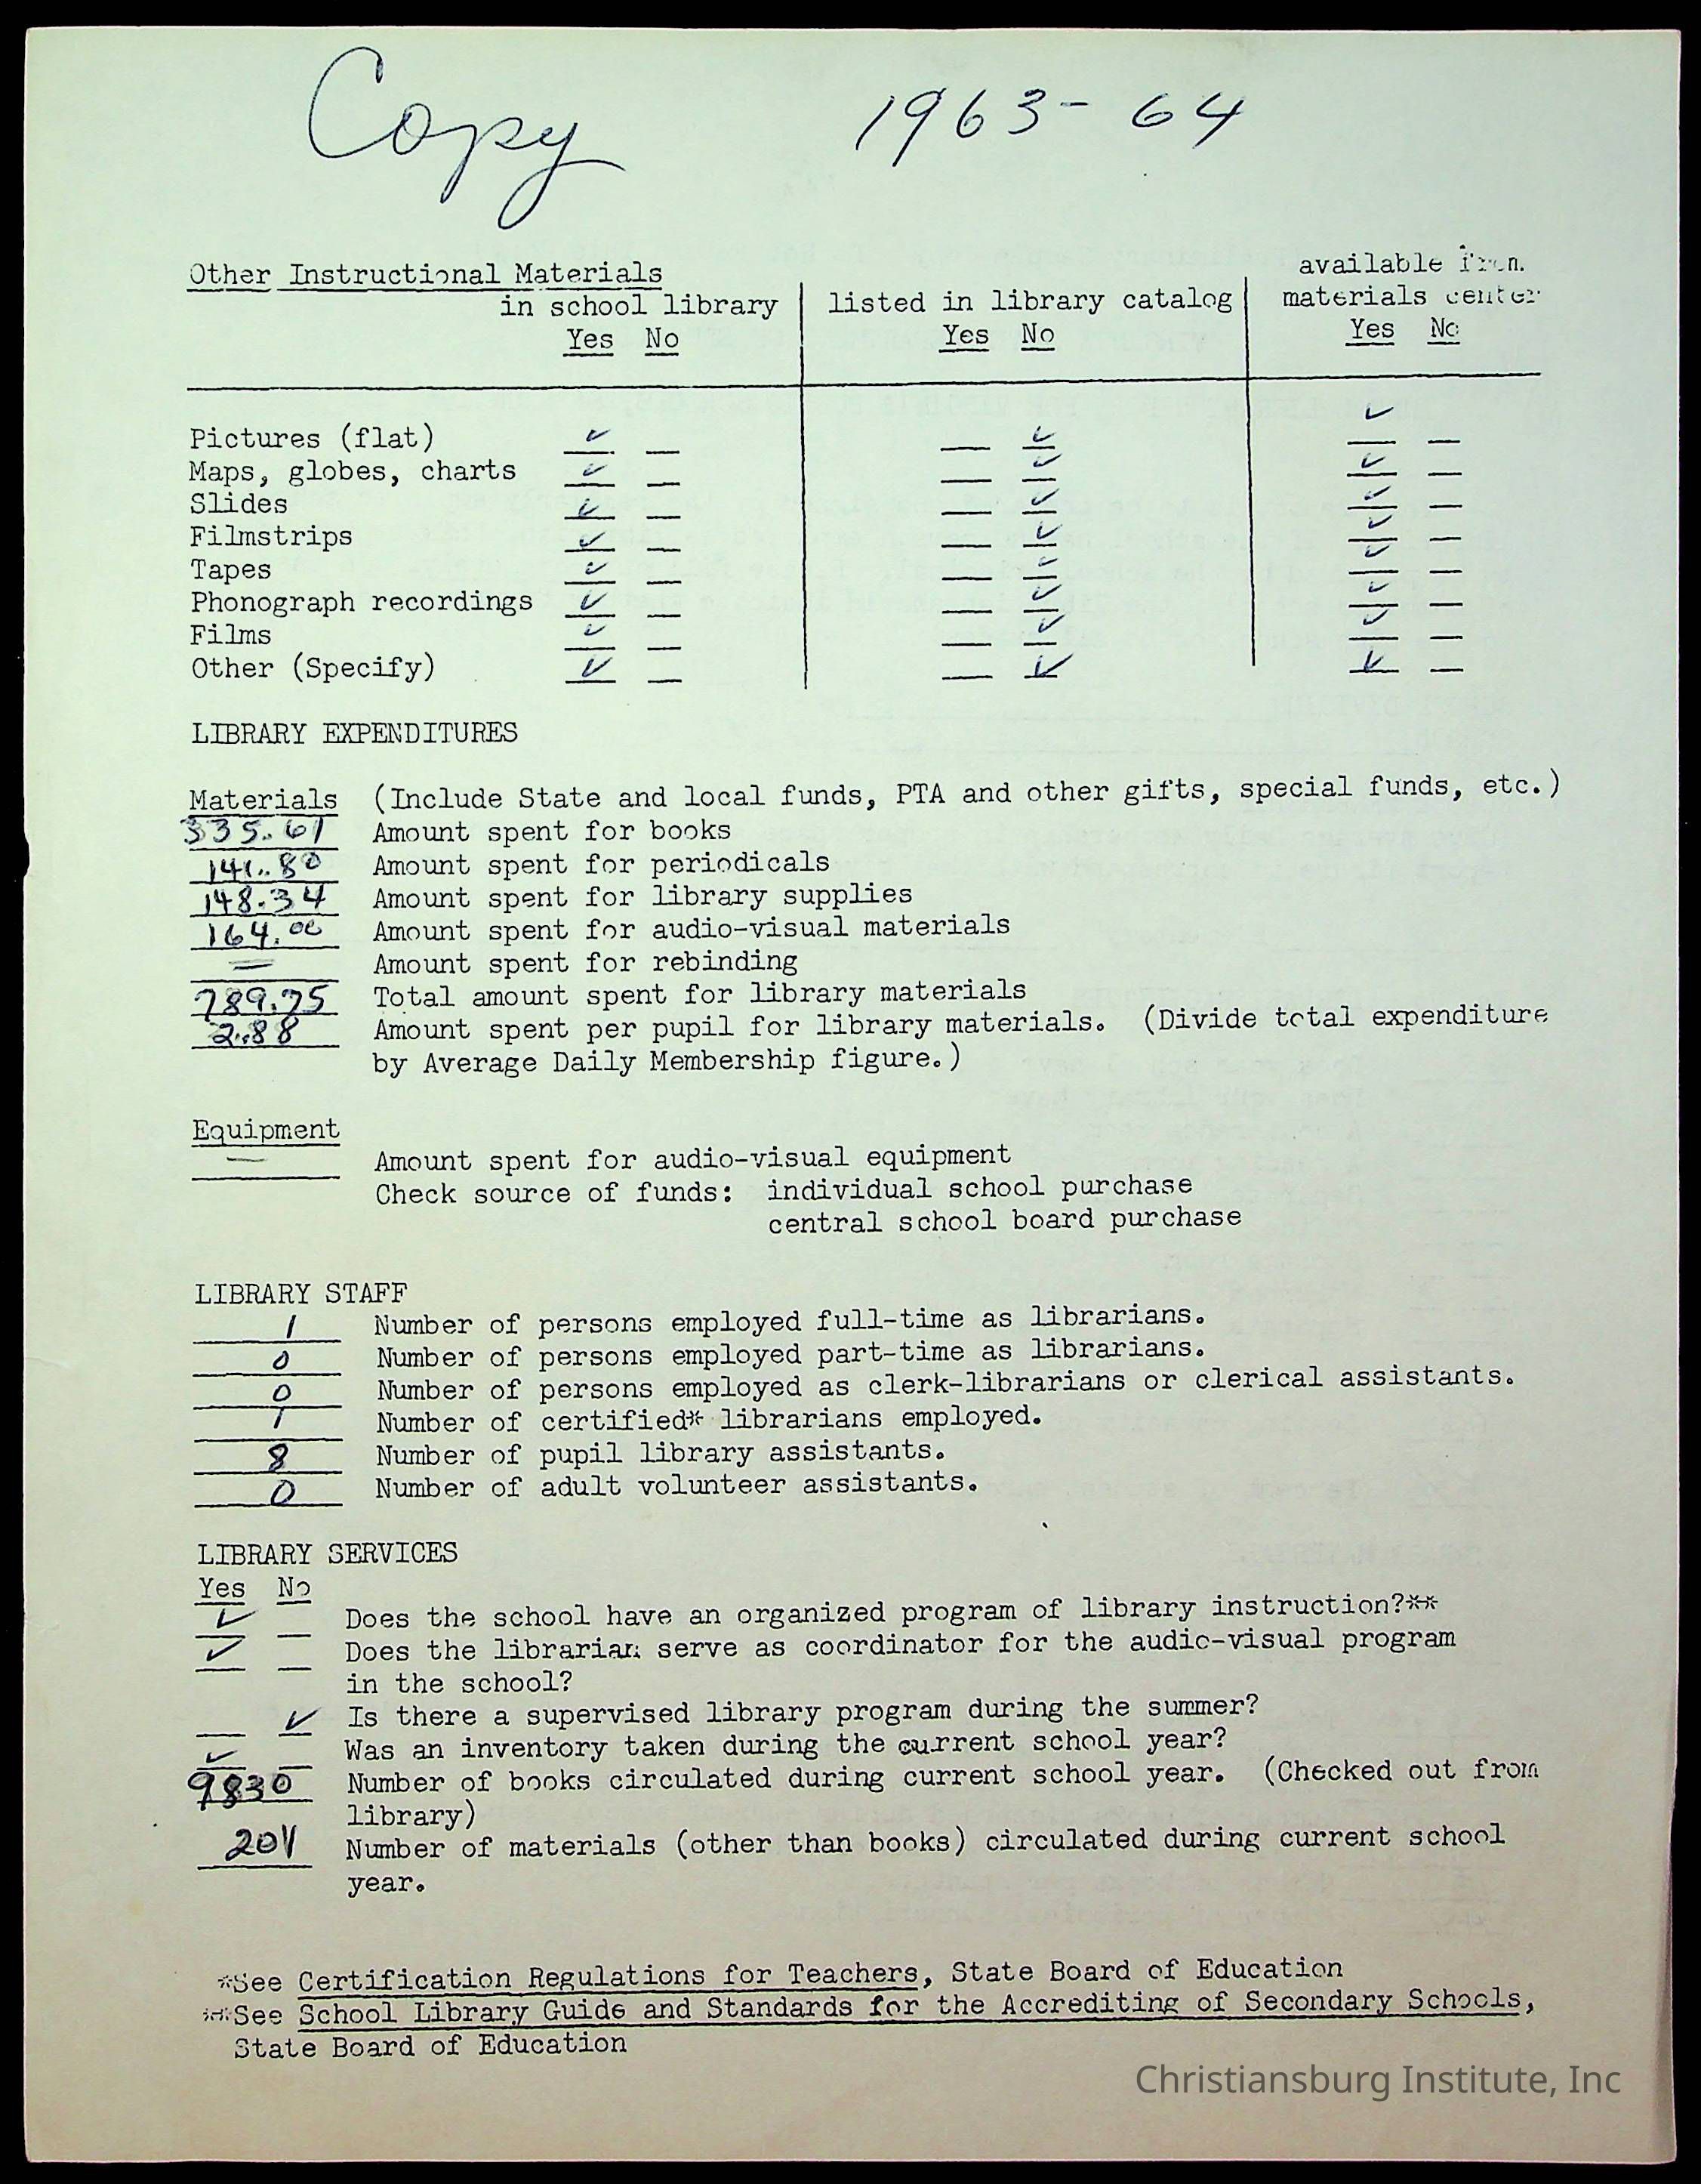 Copy 1963-64
Other Instructional Materials
available from
in school library listed in library catalog materials center
Yes No Yes No Yes No
Pictures (flat) ✓ ✓ ✓
Maps, globes, charts ✓ ✓ ✓
Slides ✓ ✓ ✓
Filmstrips ✓ ✓ ✓
Tapes ✓ ✓ ✓
Phonograph recordings ✓ ✓ ✓
Films ✓ ✓ ✓
Other (Specify) ✓ ✓ ✓
LIBRARY EXPENDITURES
Materials (Include State and local funds, PTA and other gifts, special funds, etc.)
335.61 Amount spent for books
141.80 Amount spent for periodicals
148.34 Amount spent for library supplies
164.00 Amount spent for audio-visual materials
— Amount spent for rebinding
789.75 Total amount spent for library materials
2.88 Amount spent per pupil for library materials. (Divide total expenditure
by Average Daily Membership figure.)
Equipment
— Amount spent for audio-visual equipment
Check source of funds: individual school purchase
central school board purchase
LIBRARY STAFF
1 Number of persons employed full-time as librarians.
0 Number of persons employed part-time as librarians.
0 Number of persons employed as clerk-librarians or clerical assistants.
1 Number of certified* librarians employed.
8 Number of pupil library assistants.
0 Number of adult volunteer assistants.
LIBRARY SERVICES
Yes No
✓ Does the school have an organized program of library instruction?**
✓ Does the librarian serve as coordinator for the audio-visual program
in the school?
✓ Is there a supervised library program during the summer?
✓ Was an inventory taken during the current school year?
9830 Number of books circulated during current school year. (Checked out from
library)
201 Number of materials (other than books) circulated during current school
year.
*See Certification Regulations for Teachers, State Board of Education
**See School Library Guide and Standards for the Accrediting of Secondary Schools,
State Board of Education
Christiansburg Institute, Inc